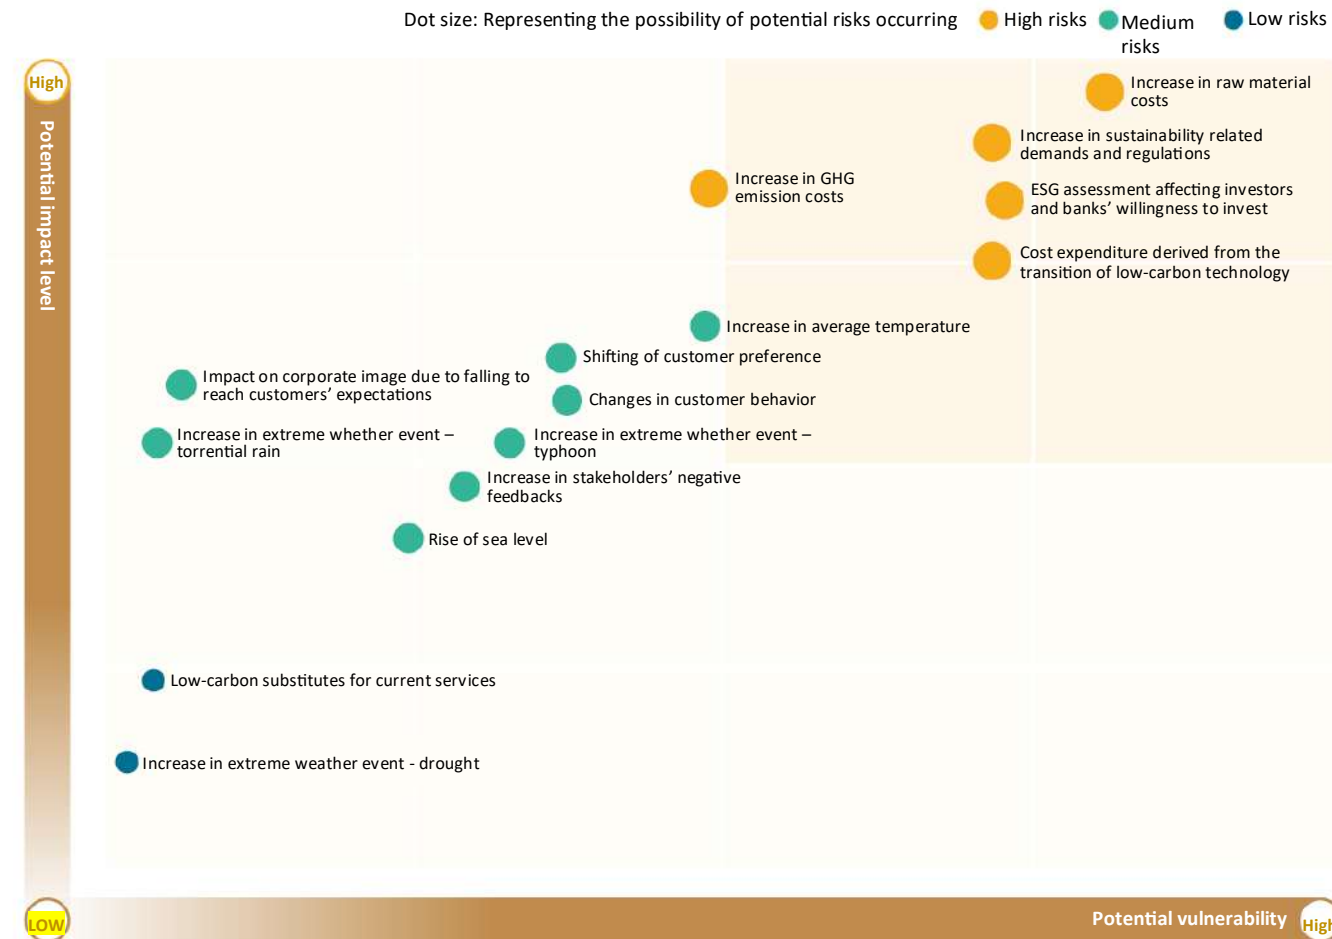 Dot size: Representing the possibility of potential risks occurring
High risks
Medium
risks
Low risks
High
Potential impact level
Increase in raw material
costs
Increase in sustainability related
demands and regulations
Increase in GHG
emission costs
ESG assessment affecting investors
and banks’ willingness to invest
Cost expenditure derived from the
transition of low-carbon technology
Increase in average temperature
Shifting of customer preference
Impact on corporate image due to falling to
reach customers’ expectations
Changes in customer behavior
Increase in extreme whether event –
torrential rain
Increase in extreme whether event –
typhoon
Increase in stakeholders’ negative
feedbacks
Rise of sea level
Low-carbon substitutes for current services
Increase in extreme weather event - drought
LOW
Potential vulnerability
High